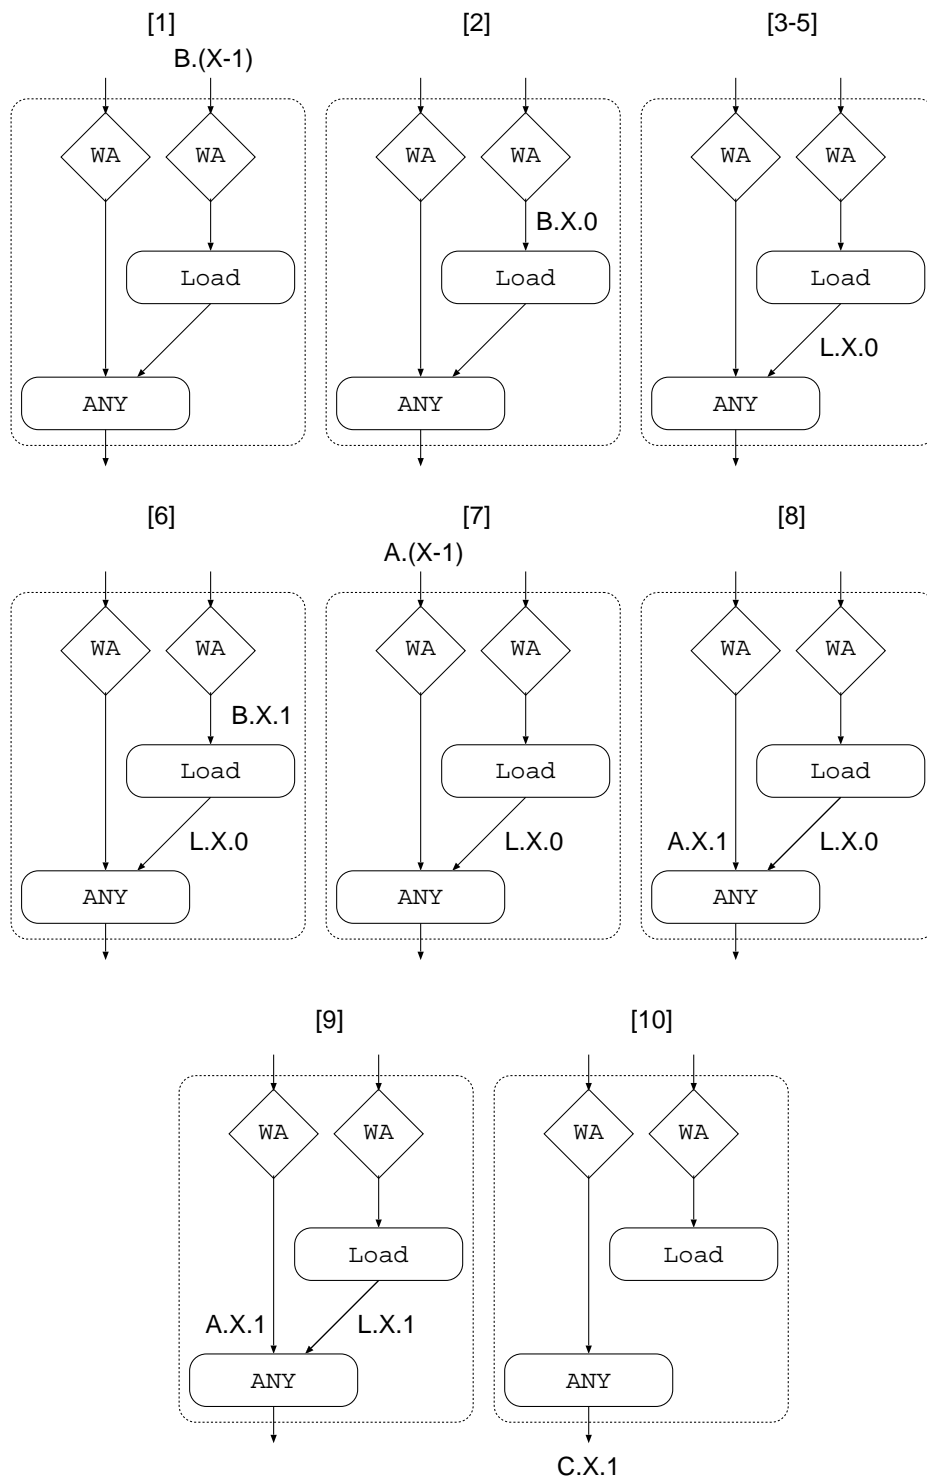 [1] [2] [3-5]
B.(X-1)
WA WA WA WA WA WA
B.X.0
Load Load Load
L.X.0
ANY ANY ANY
[6] [7] [8]
A.(X-1)
WA WA WA WA WA WA
B.X.1
Load Load Load
L.X.0 L.X.0 A.X.1 L.X.0
ANY ANY ANY
[9] [10]
WA WA WA WA
Load Load
A.X.1 L.X.1
ANY ANY
C.X.1